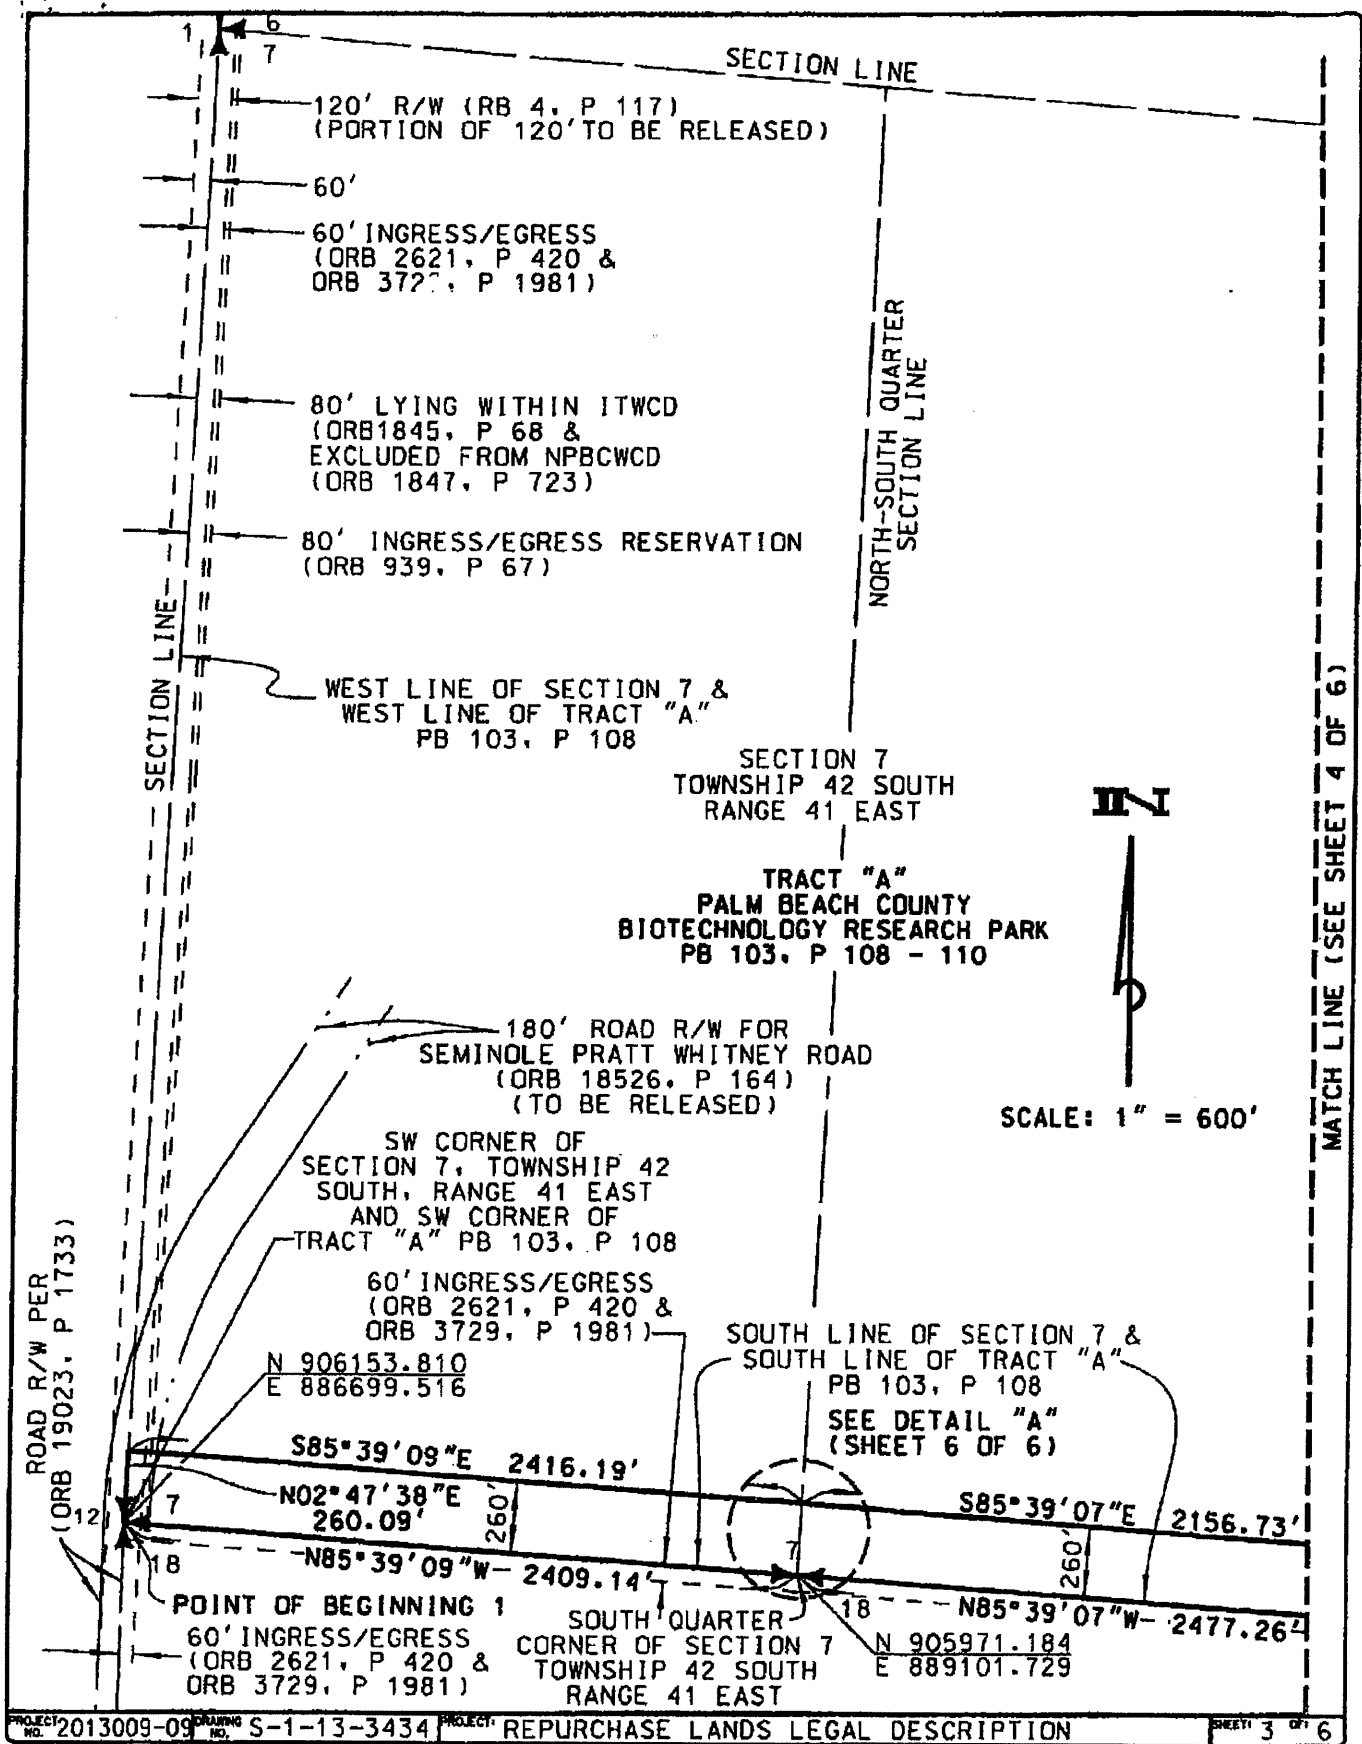 1
6
7
SECTION LINE
120' R/W (RB 4, P 117)
(PORTION OF 120' TO BE RELEASED)
60'
60' INGRESS/EGRESS
(ORB 2621, P 420 &
ORB 372 , P 1981)
80' LYING WITHIN ITWCD
(ORB1845, P 68 &
EXCLUDED FROM NPBCWCD
(ORB 1847, P 723)
80' INGRESS/EGRESS RESERVATION
(ORB 939, P 67)
NORTH-SOUTH QUARTER
SECTION LINE
SECTION LINE
WEST LINE OF SECTION 7 &
WEST LINE OF TRACT "A"
PB 103, P 108
SECTION 7
TOWNSHIP 42 SOUTH
RANGE 41 EAST
N
TRACT "A"
PALM BEACH COUNTY
BIOTECHNOLOGY RESEARCH PARK
PB 103, P 108 - 110
MATCH LINE (SEE SHEET 4 OF 6)
180' ROAD R/W FOR
SEMINOLE PRATT WHITNEY ROAD
(ORB 18526, P 164)
(TO BE RELEASED)
SCALE: 1" = 600'
SW CORNER OF
SECTION 7, TOWNSHIP 42
SOUTH, RANGE 41 EAST
AND SW CORNER OF
TRACT "A" PB 103, P 108
ROAD R/W PER
(ORB 19023, P 1733)
60' INGRESS/EGRESS
(ORB 2621, P 420 &
ORB 3729, P 1981)
SOUTH LINE OF SECTION 7 &
SOUTH LINE OF TRACT "A"
PB 103, P 108
N 906153.810
E 886699.516
SEE DETAIL "A"
(SHEET 6 OF 6)
S85°39'09"E 2416.19'
S85°39'07"E 2156.73'
N02°47'38"E
260.09'
260'
260'
12
7
18
N85°39'09"W 2409.14'
7
18
N85°39'07"W 2477.26'
POINT OF BEGINNING 1
60' INGRESS/EGRESS
(ORB 2621, P 420 &
ORB 3729, P 1981)
SOUTH QUARTER
CORNER OF SECTION 7
TOWNSHIP 42 SOUTH
RANGE 41 EAST
N 905971.184
E 889101.729
PROJECT NO. 2013009-09 DRAWING NO. S-1-13-3434 PROJECT: REPURCHASE LANDS LEGAL DESCRIPTION SHEET: 3 OF: 6